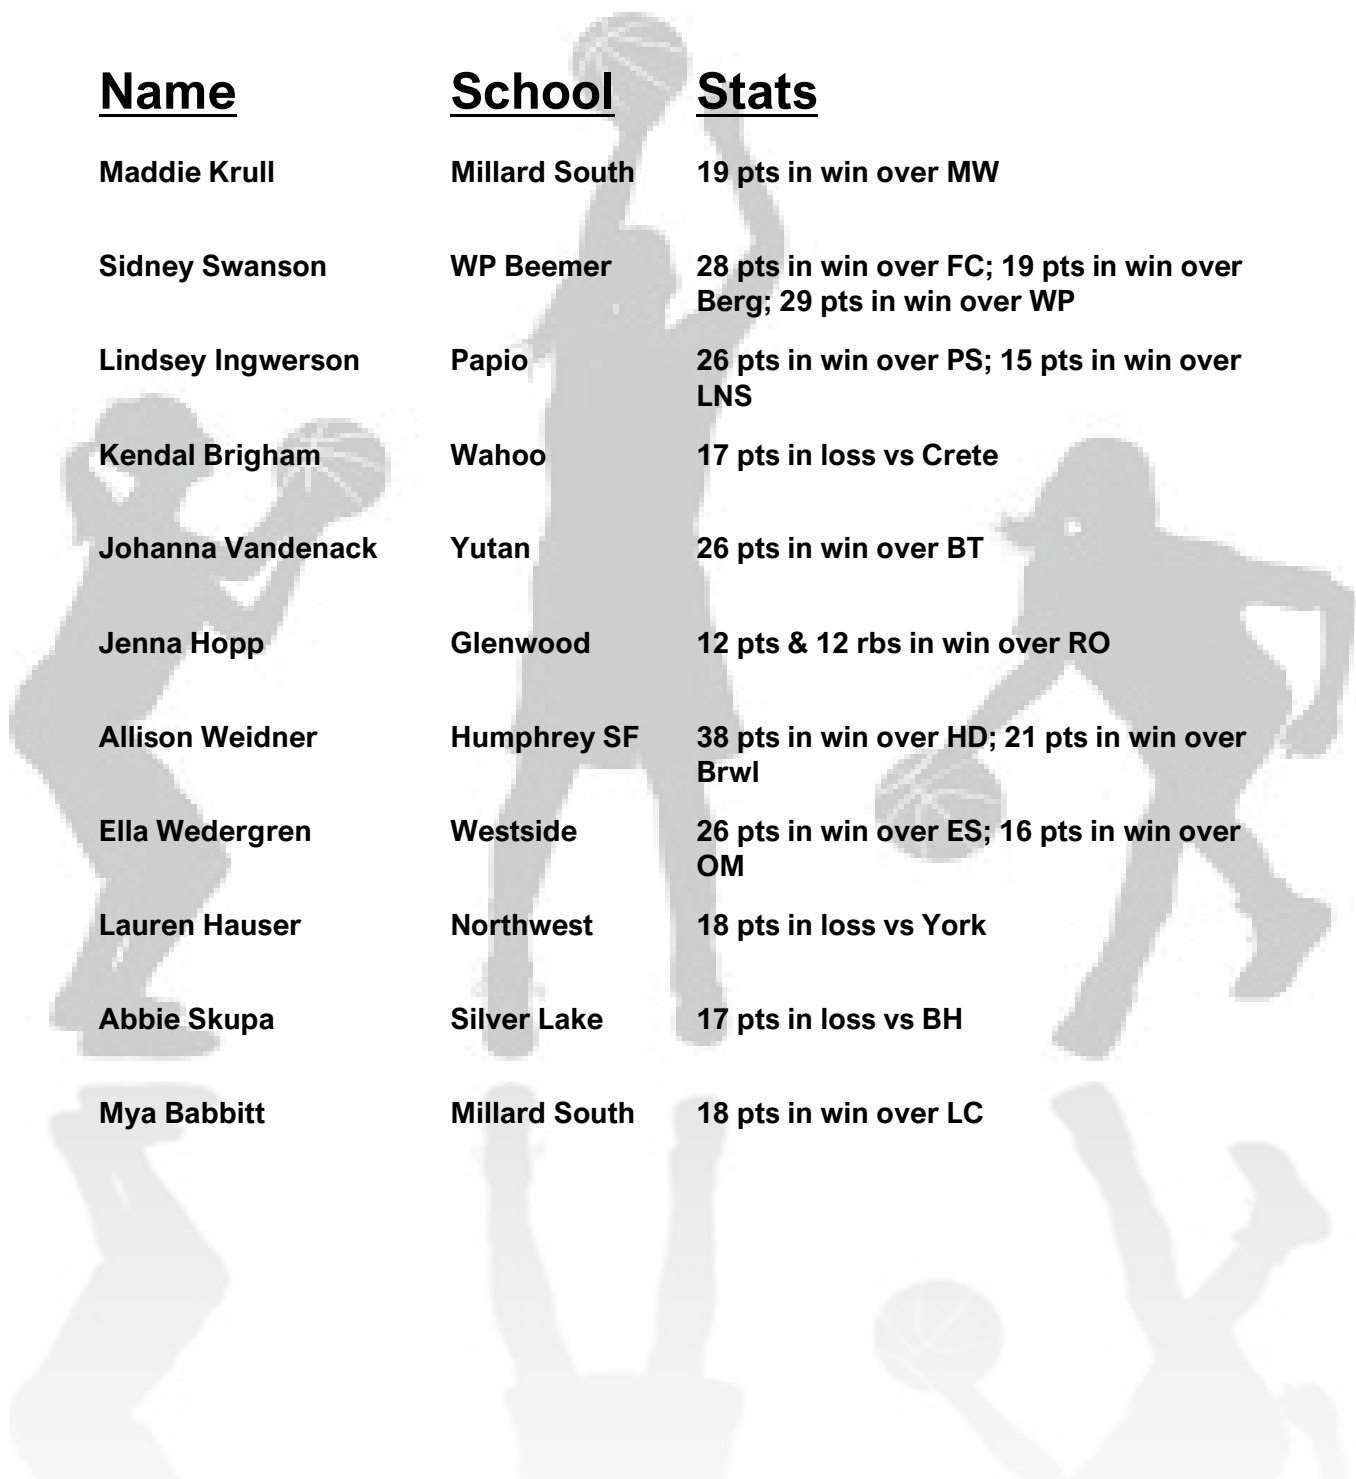 Name School Stats
Maddie Krull Millard South 19 pts in win over MW
Sidney Swanson WP Beemer 28 pts in win over FC; 19 pts in win over
Berg; 29 pts in win over WP
Lindsey Ingwerson Papio 26 pts in win over PS; 15 pts in win over
LNS
Kendal Brigham Wahoo 17 pts in loss vs Crete
Johanna Vandenack Yutan 26 pts in win over BT
Jenna Hopp Glenwood 12 pts & 12 rbs in win over RO
Allison Weidner Humphrey SF 38 pts in win over HD; 21 pts in win over
Brwl
Ella Wedergren Westside 26 pts in win over ES; 16 pts in win over
OM
Lauren Hauser Northwest 18 pts in loss vs York
Abbie Skupa Silver Lake 17 pts in loss vs BH
Mya Babbitt Millard South 18 pts in win over LC